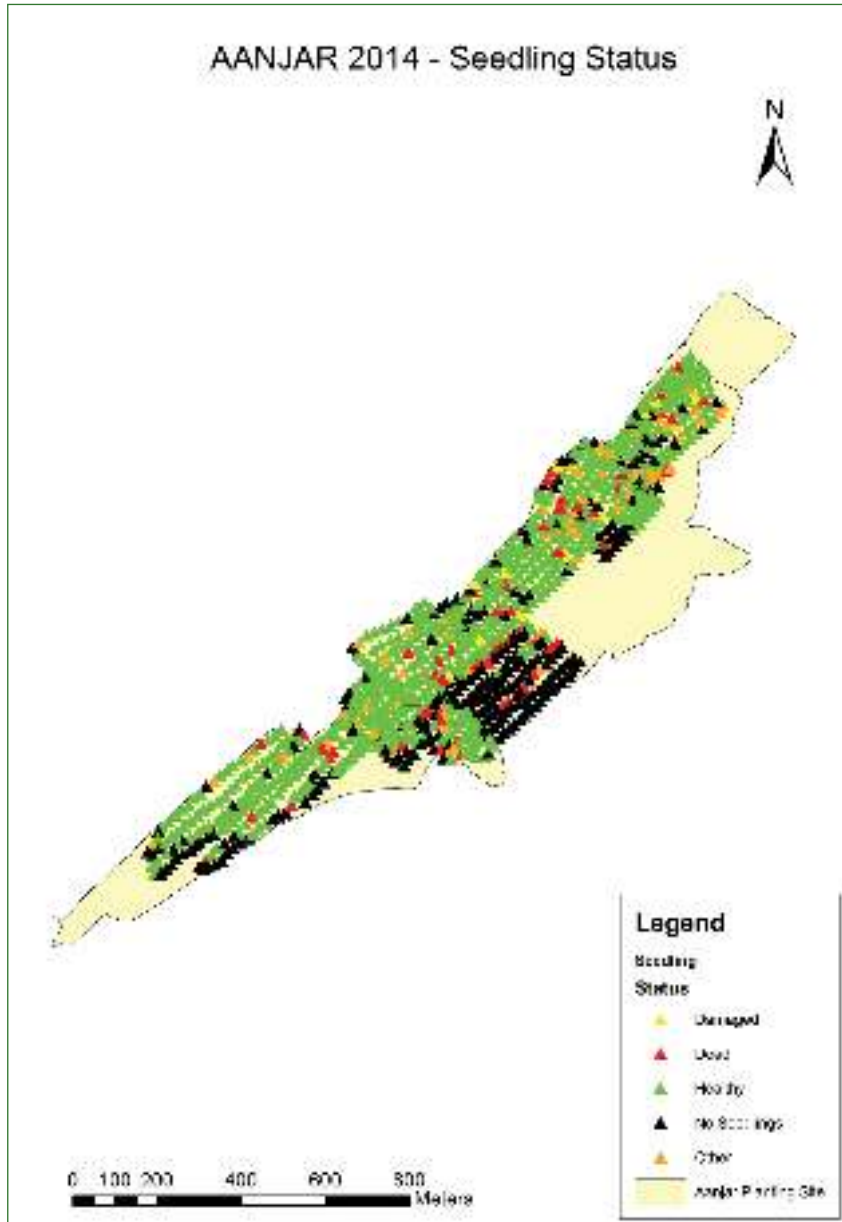 AANJAR 2014 - Seedling Status
N
Legend
Seedling
Status
Damaged
Dead
Healthy
No Seedlings
Other
Aanjar Planting Site
0 100 200 400 600 800
Meters